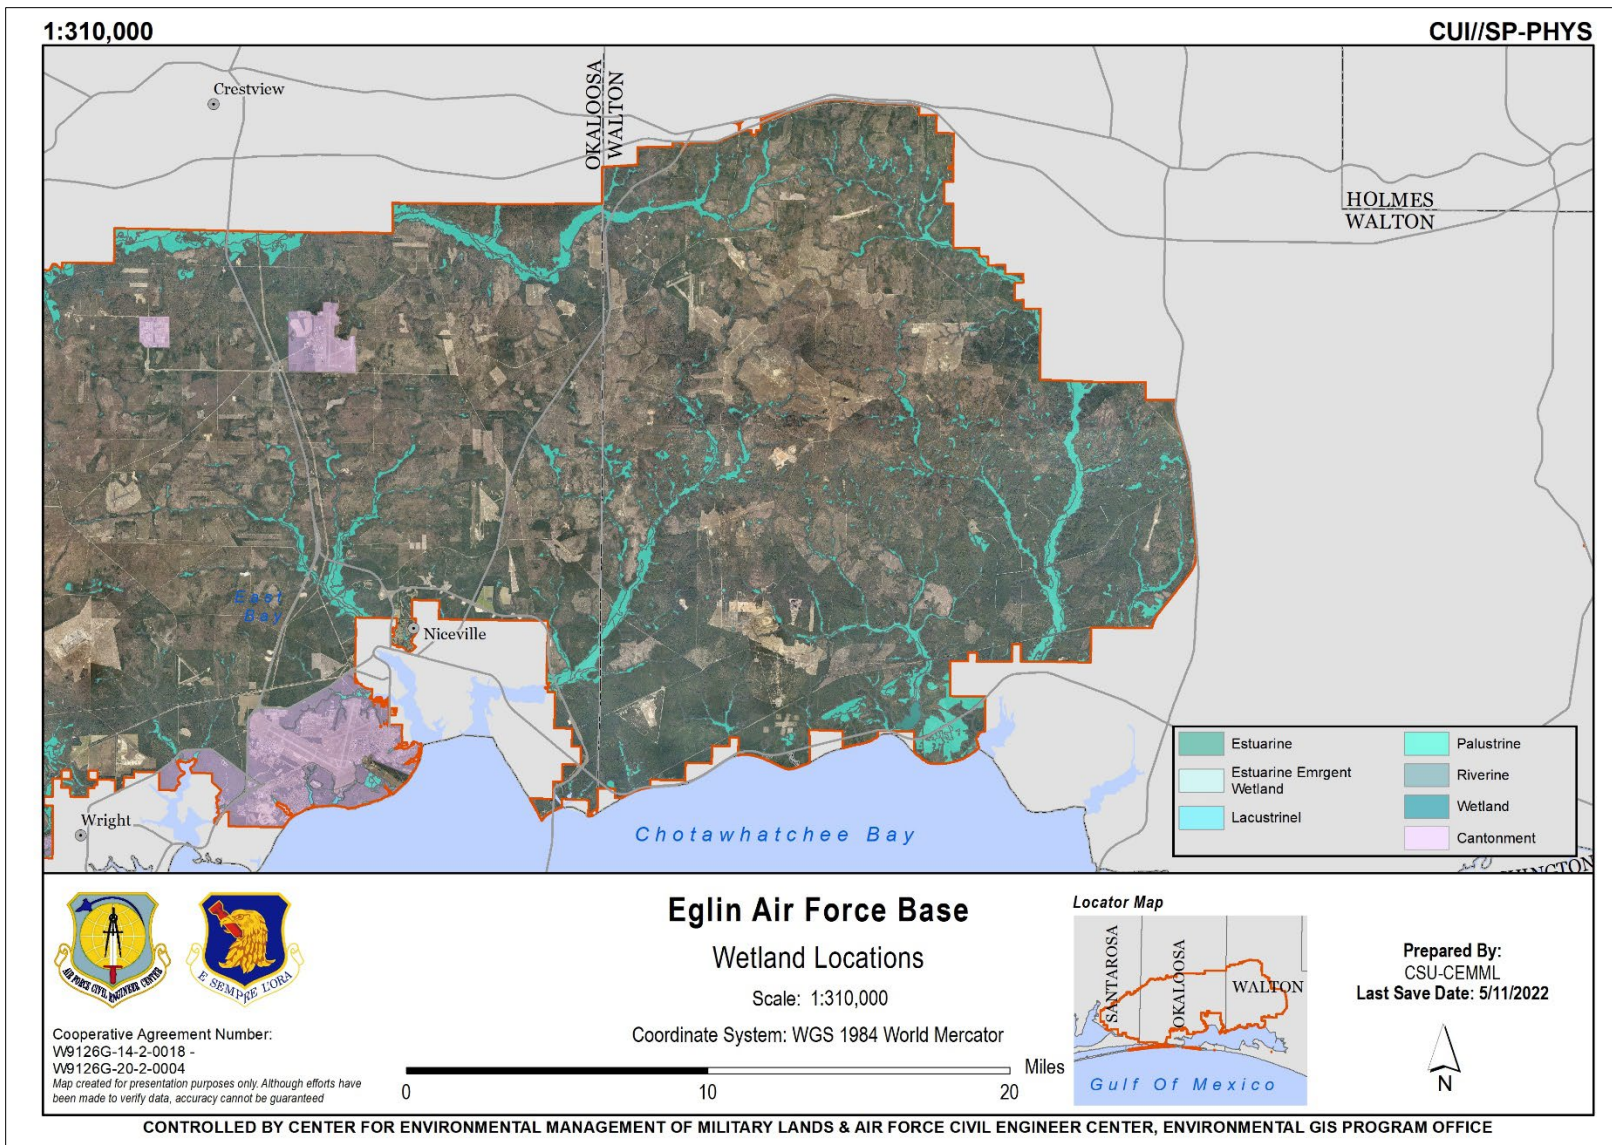 1:310,000
CUI//SP-PHYS
Crestview
OKALOOSA
WALTON
HOLMES
WALTON
East
Bay
Niceville
Wright
Chotawhatchee Bay
Estuarine
Estuarine Emrgent
Wetland
Lacustrinel
Palustrine
Riverine
Wetland
Cantonment
AIR FORCE CIVIL ENGINEER CENTER
E SEMPRE L'ORA
Cooperative Agreement Number:
W9126G-14-2-0018 -
W9126G-20-2-0004
Map created for presentation purposes only. Although efforts have
been made to verify data, accuracy cannot be guaranteed
Eglin Air Force Base
Wetland Locations
Scale: 1:310,000
Coordinate System: WGS 1984 World Mercator
0 10 20 Miles
Locator Map
SANTAROSA
OKALOOSA
WALTON
Gulf Of Mexico
Prepared By:
CSU-CEMML
Last Save Date: 5/11/2022
N
CONTROLLED BY CENTER FOR ENVIRONMENTAL MANAGEMENT OF MILITARY LANDS & AIR FORCE CIVIL ENGINEER CENTER, ENVIRONMENTAL GIS PROGRAM OFFICE